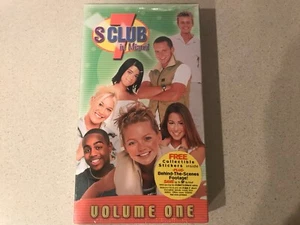 7
S CLUB
in Miami
FREE
Collectible
Stickers
Behind-The-Scenes
Footage!
VOLUME ONE